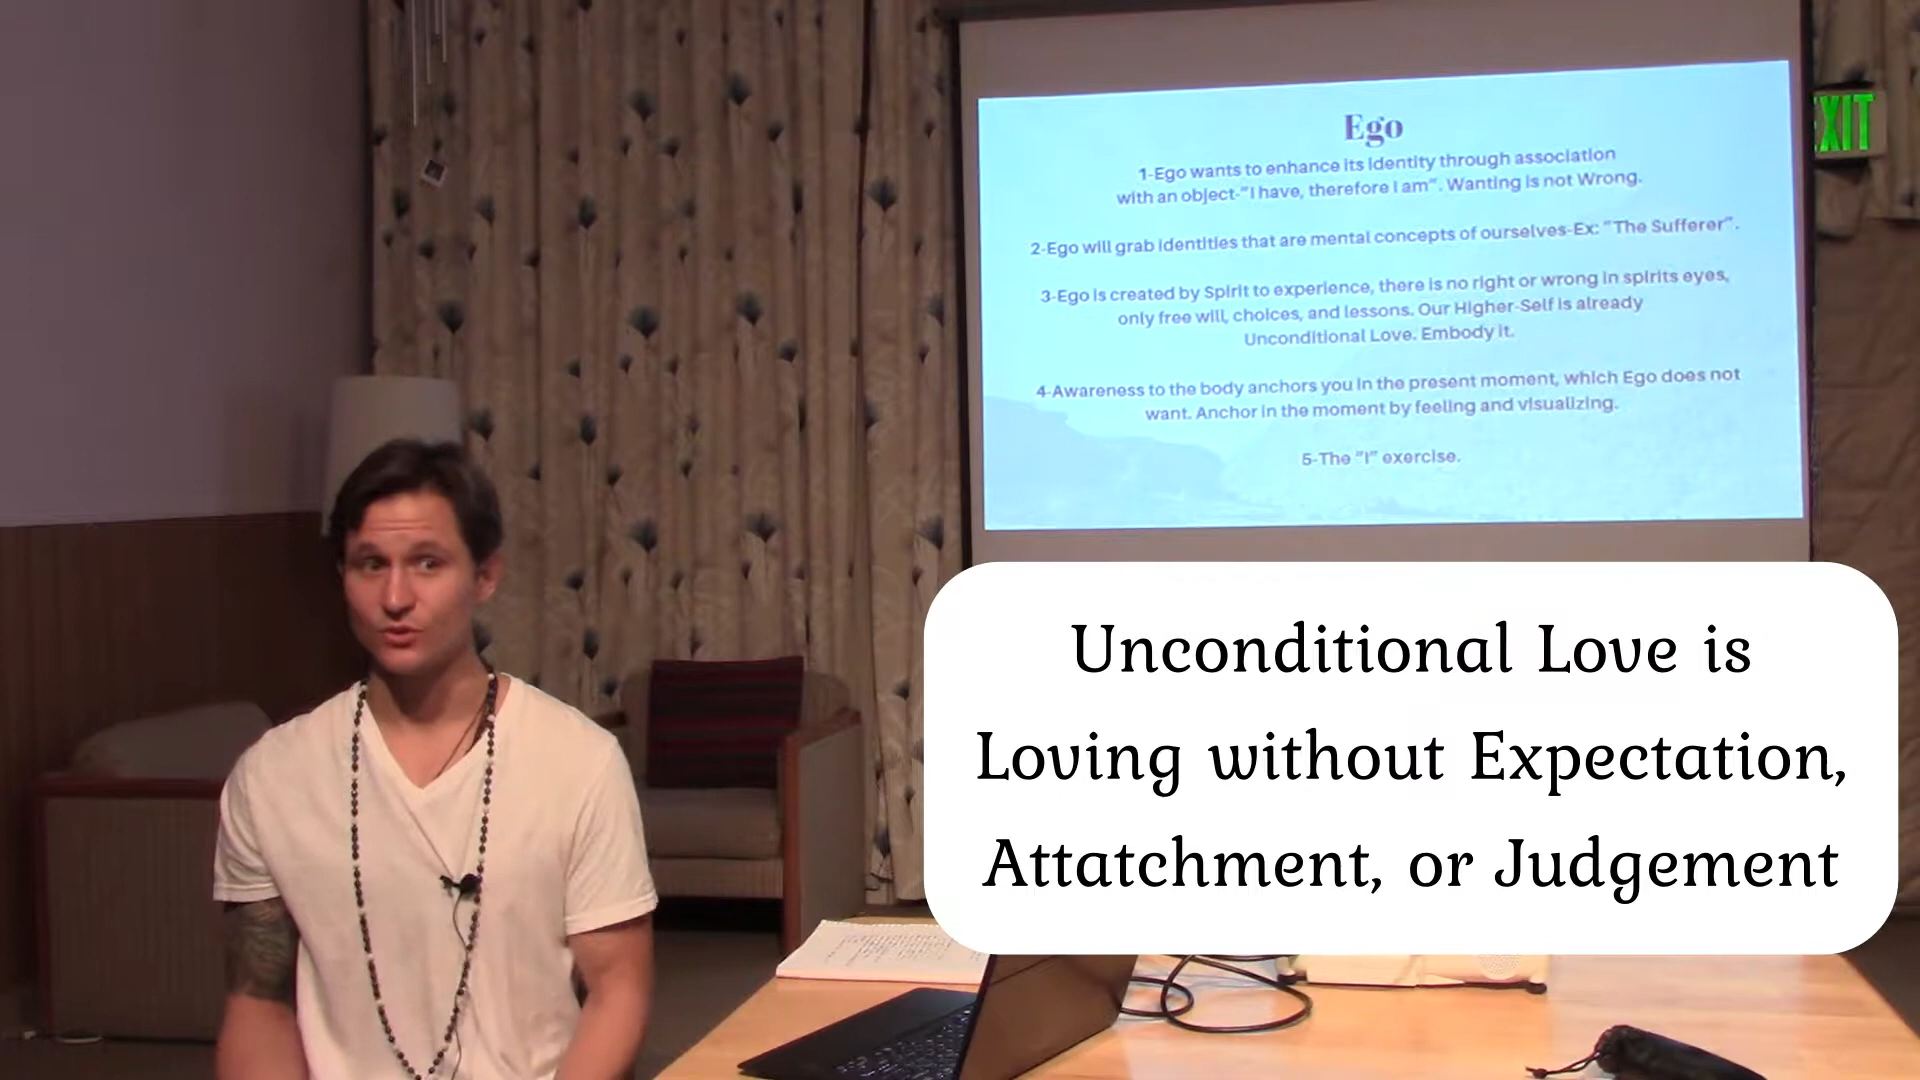 Ego
1-Ego wants to enhance its identity through association
with an object-"I have, therefore I am". Wanting is not Wrong.
2-Ego will grab identities that are mental concepts of ourselves-Ex: "The Sufferer".
3-Ego is created by Spirit to experience, there is no right or wrong in spirits eyes,
only free will, choices, and lessons. Our Higher-Self is already
Unconditional Love. Embody it.
4-Awareness to the body anchors you in the present moment, which Ego does not
want. Anchor in the moment by feeling and visualizing.
5-The "I" exercise.
EXIT
Unconditional Love is
Loving without Expectation,
Attatchment, or Judgement